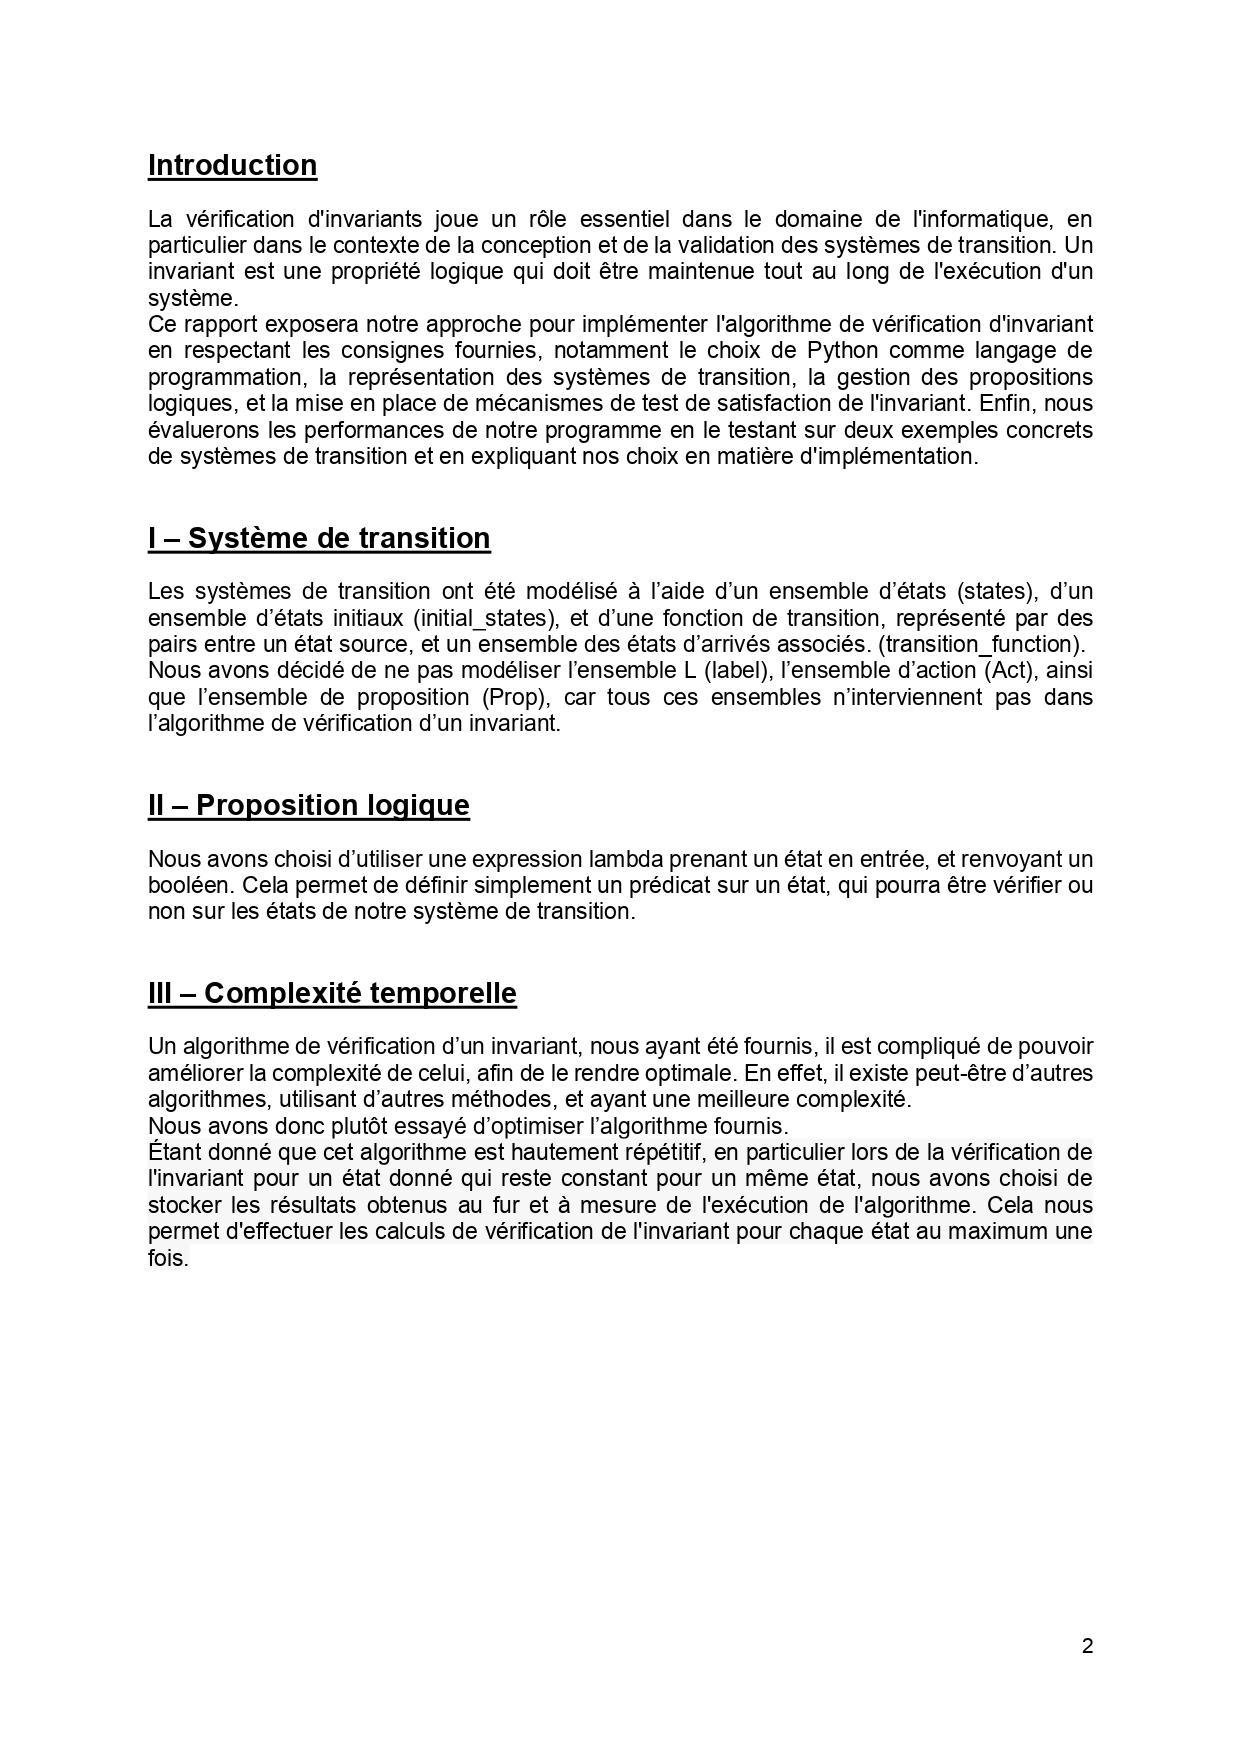 Introduction
La vérification d'invariants joue un rôle essentiel dans le domaine de l'informatique, en
particulier dans le contexte de la conception et de la validation des systèmes de transition. Un
invariant est une propriété logique qui doit être maintenue tout au long de l'exécution d'un
système.
Ce rapport exposera notre approche pour implémenter l'algorithme de vérification d'invariant
en respectant les consignes fournies, notamment le choix de Python comme langage de
programmation, la représentation des systèmes de transition, la gestion des propositions
logiques, et la mise en place de mécanismes de test de satisfaction de l'invariant. Enfin, nous
évaluerons les performances de notre programme en le testant sur deux exemples concrets
de systèmes de transition et en expliquant nos choix en matière d'implémentation.
I – Système de transition
Les systèmes de transition ont été modélisé à l’aide d’un ensemble d’états (states), d’un
ensemble d’états initiaux (initial_states), et d’une fonction de transition, représenté par des
pairs entre un état source, et un ensemble des états d’arrivés associés. (transition_function).
Nous avons décidé de ne pas modéliser l’ensemble L (label), l’ensemble d’action (Act), ainsi
que l’ensemble de proposition (Prop), car tous ces ensembles n’interviennent pas dans
l’algorithme de vérification d’un invariant.
II – Proposition logique
Nous avons choisi d’utiliser une expression lambda prenant un état en entrée, et renvoyant un
booléen. Cela permet de définir simplement un prédicat sur un état, qui pourra être vérifier ou
non sur les états de notre système de transition.
III – Complexité temporelle
Un algorithme de vérification d’un invariant, nous ayant été fournis, il est compliqué de pouvoir
améliorer la complexité de celui, afin de le rendre optimale. En effet, il existe peut-être d’autres
algorithmes, utilisant d’autres méthodes, et ayant une meilleure complexité.
Nous avons donc plutôt essayé d’optimiser l’algorithme fournis.
Étant donné que cet algorithme est hautement répétitif, en particulier lors de la vérification de
l'invariant pour un état donné qui reste constant pour un même état, nous avons choisi de
stocker les résultats obtenus au fur et à mesure de l'exécution de l'algorithme. Cela nous
permet d'effectuer les calculs de vérification de l'invariant pour chaque état au maximum une
fois.
2